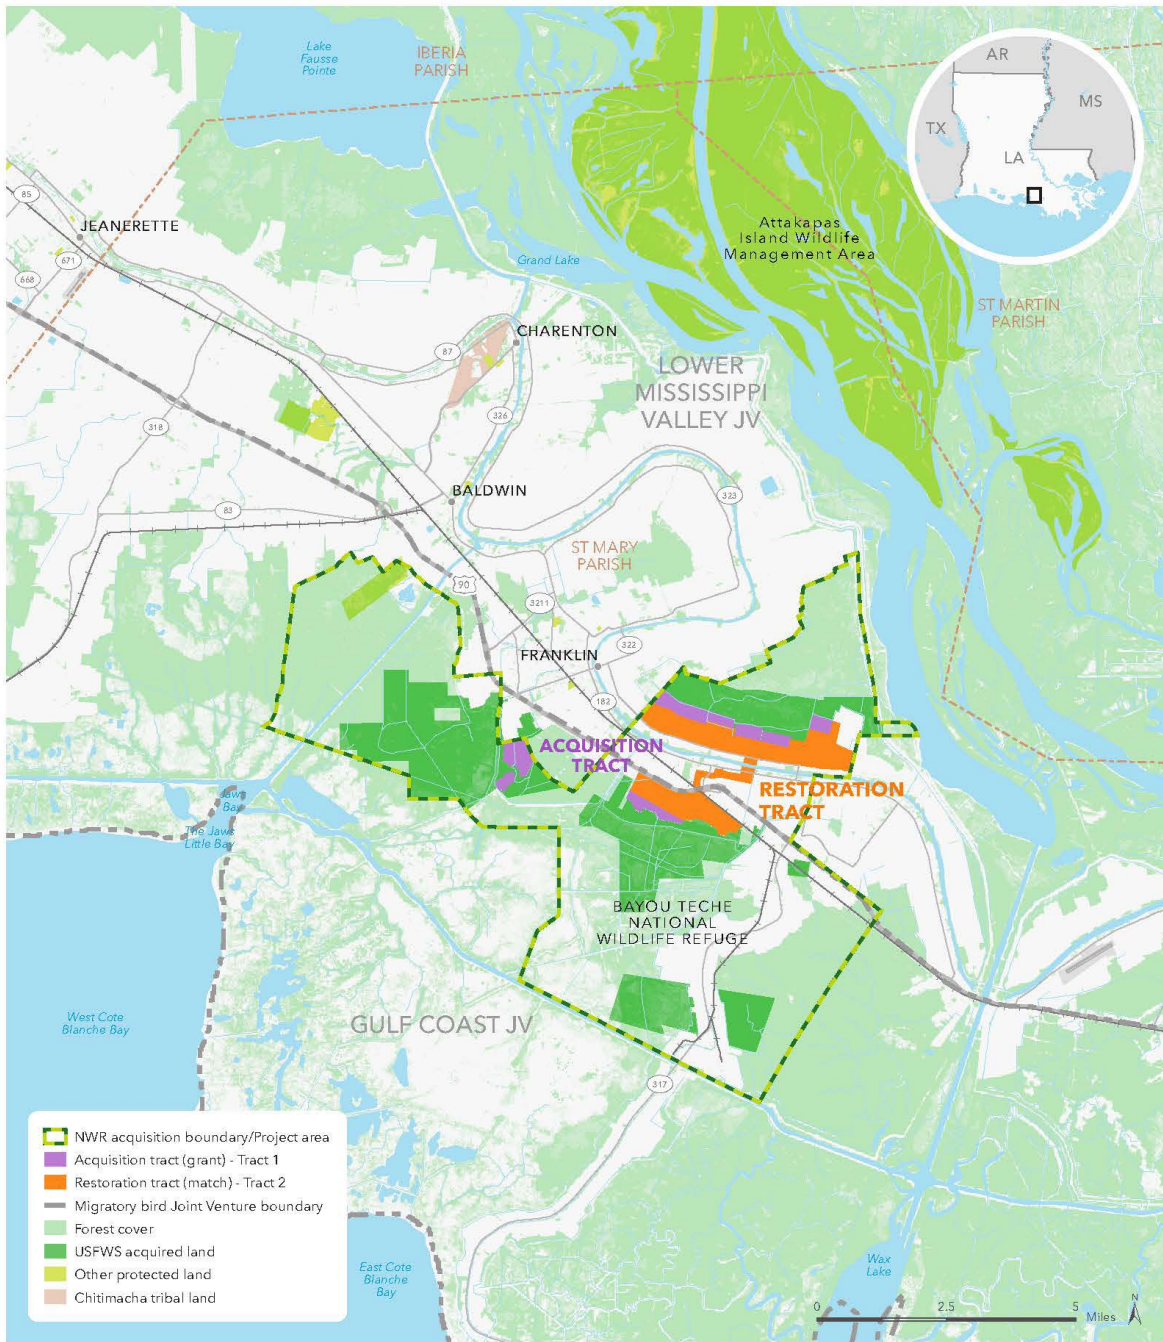 Lake
Fausse
Pointe
IBERIA
PARISH
AR
MS
TX
LA
85
JEANERETTE
671
668
Attakapas
Island Wildlife
Management Area
Grand Lake
ST MARTIN
PARISH
CHARENTON
87
LOWER
MISSISSIPPI
VALLEY JV
326
318
BALDWIN
323
83
ST MARY
PARISH
90
3211
322
FRANKLIN
182
ACQUISITION
TRACT
RESTORATION
TRACT
Jaws
Bay
The Jaws
Little Bay
BAYOU TECHE
NATIONAL
WILDLIFE REFUGE
West Cote
Blanche Bay
GULF COAST JV
317
NWR acquisition boundary/Project area
Acquisition tract (grant) - Tract 1
Restoration tract (match) - Tract 2
Migratory bird Joint Venture boundary
Forest cover
USFWS acquired land
Other protected land
Chitimacha tribal land
East Cote
Blanche
Bay
Wax
Lake
0 2.5 5
Miles
N